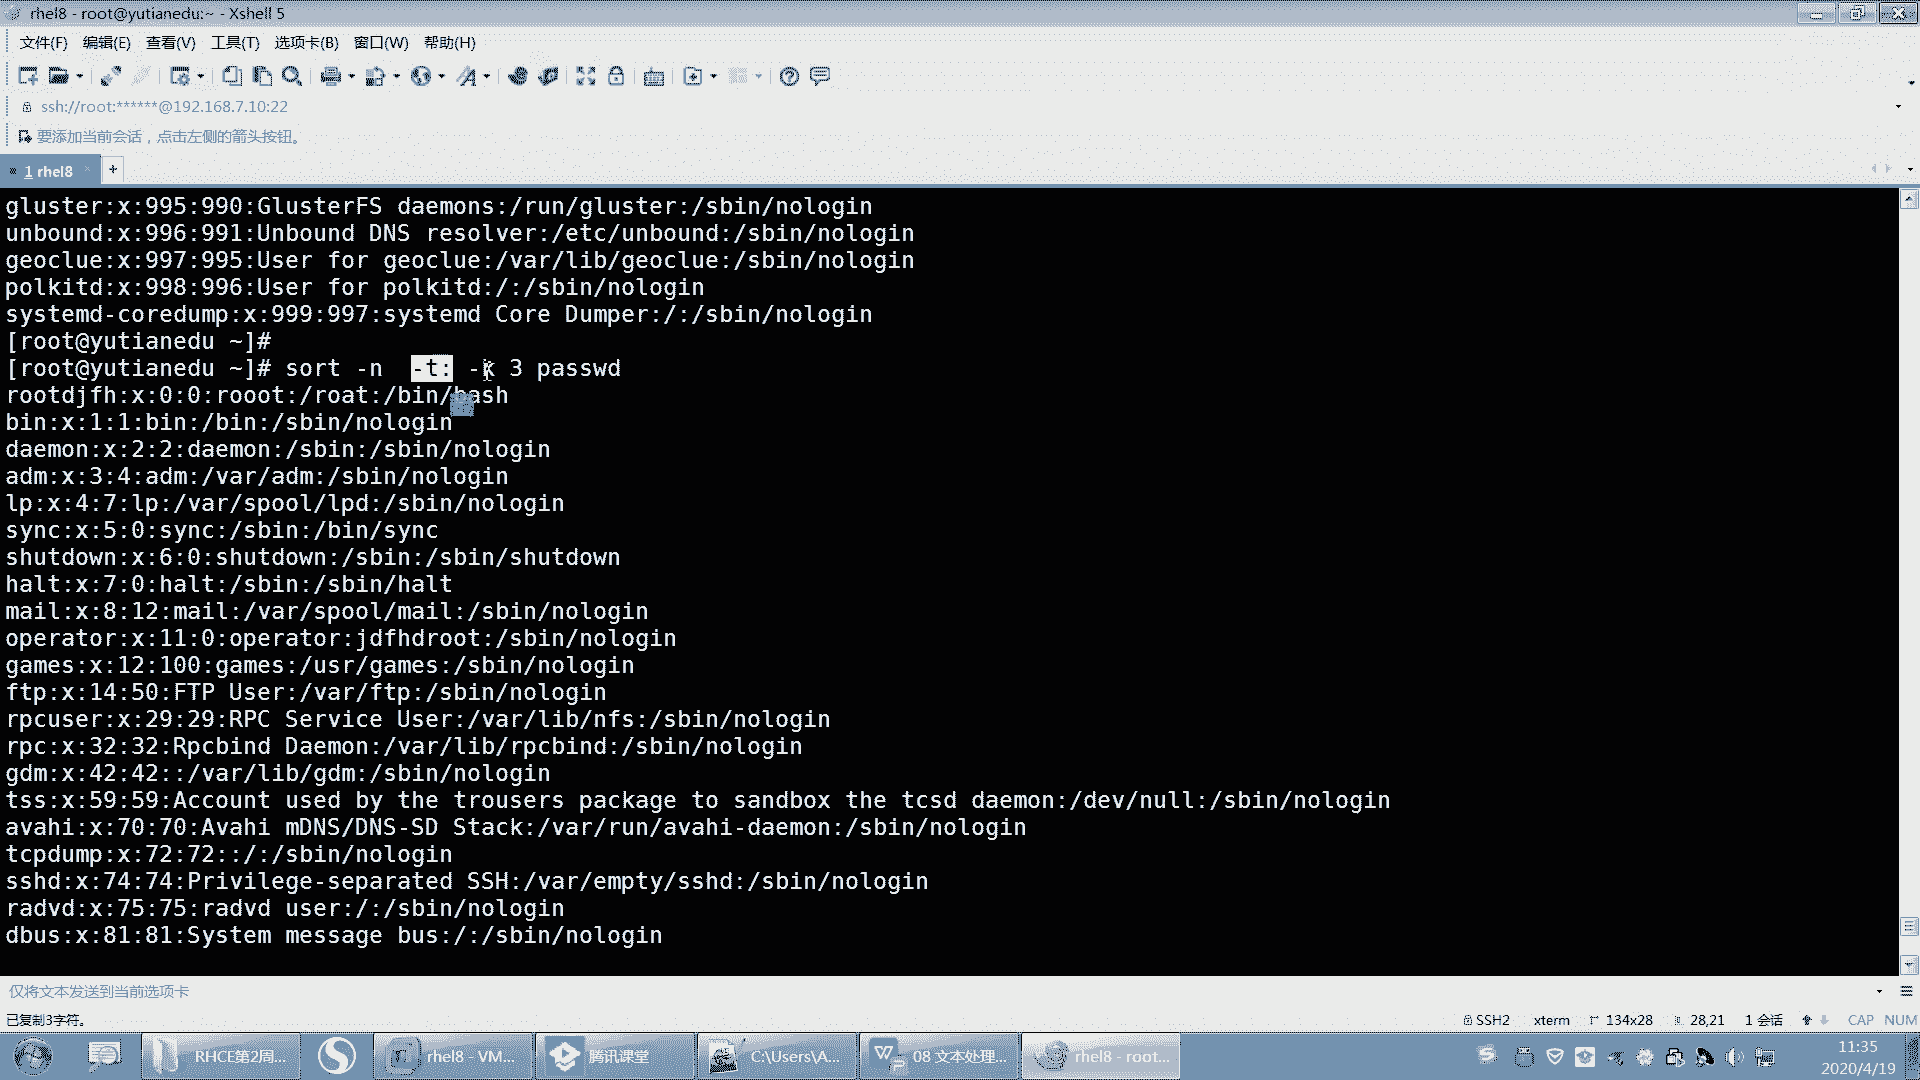 rhel8 - root@yutianedu:~ - Xshell 5
文件(F) 编辑(E) 查看(V) 工具(T) 选项卡(B) 窗口(W) 帮助(H)
ssh://root:******@192.168.7.10:22
要添加当前会话，点击左侧的箭头按钮。
1 rhel8
gluster:x:995:990:GlusterFS daemons:/run/gluster:/sbin/nologin
unbound:x:996:991:Unbound DNS resolver:/etc/unbound:/sbin/nologin
geoclue:x:997:995:User for geoclue:/var/lib/geoclue:/sbin/nologin
polkitd:x:998:996:User for polkitd:/:/sbin/nologin
systemd-coredump:x:999:997:systemd Core Dumper:/:/sbin/nologin
[root@yutianedu ~]#
[root@yutianedu ~]# sort -n  -t: -k 3 passwd
rootdjfh:x:0:0:rooot:/roat:/bin/bash
bin:x:1:1:bin:/bin:/sbin/nologin
daemon:x:2:2:daemon:/sbin:/sbin/nologin
adm:x:3:4:adm:/var/adm:/sbin/nologin
lp:x:4:7:lp:/var/spool/lpd:/sbin/nologin
sync:x:5:0:sync:/sbin:/bin/sync
shutdown:x:6:0:shutdown:/sbin:/sbin/shutdown
halt:x:7:0:halt:/sbin:/sbin/halt
mail:x:8:12:mail:/var/spool/mail:/sbin/nologin
operator:x:11:0:operator:jdfhdroot:/sbin/nologin
games:x:12:100:games:/usr/games:/sbin/nologin
ftp:x:14:50:FTP User:/var/ftp:/sbin/nologin
rpcuser:x:29:29:RPC Service User:/var/lib/nfs:/sbin/nologin
rpc:x:32:32:Rpcbind Daemon:/var/lib/rpcbind:/sbin/nologin
gdm:x:42:42::/var/lib/gdm:/sbin/nologin
tss:x:59:59:Account used by the trousers package to sandbox the tcsd daemon:/dev/null:/sbin/nologin
avahi:x:70:70:Avahi mDNS/DNS-SD Stack:/var/run/avahi-daemon:/sbin/nologin
tcpdump:x:72:72::/:/sbin/nologin
sshd:x:74:74:Privilege-separated SSH:/var/empty/sshd:/sbin/nologin
radvd:x:75:75:radvd user:/:/sbin/nologin
dbus:x:81:81:System message bus:/:/sbin/nologin
仅将文本发送到当前选项卡
已复制3字符。 SSH2 xterm 134x28 28,21 1 会话 CAP NUM
RHCE第2周... rhel8 - VM... 腾讯课堂 C:\Users\A... 08 文本处理... rhel8 - root... 11:35
2020/4/19